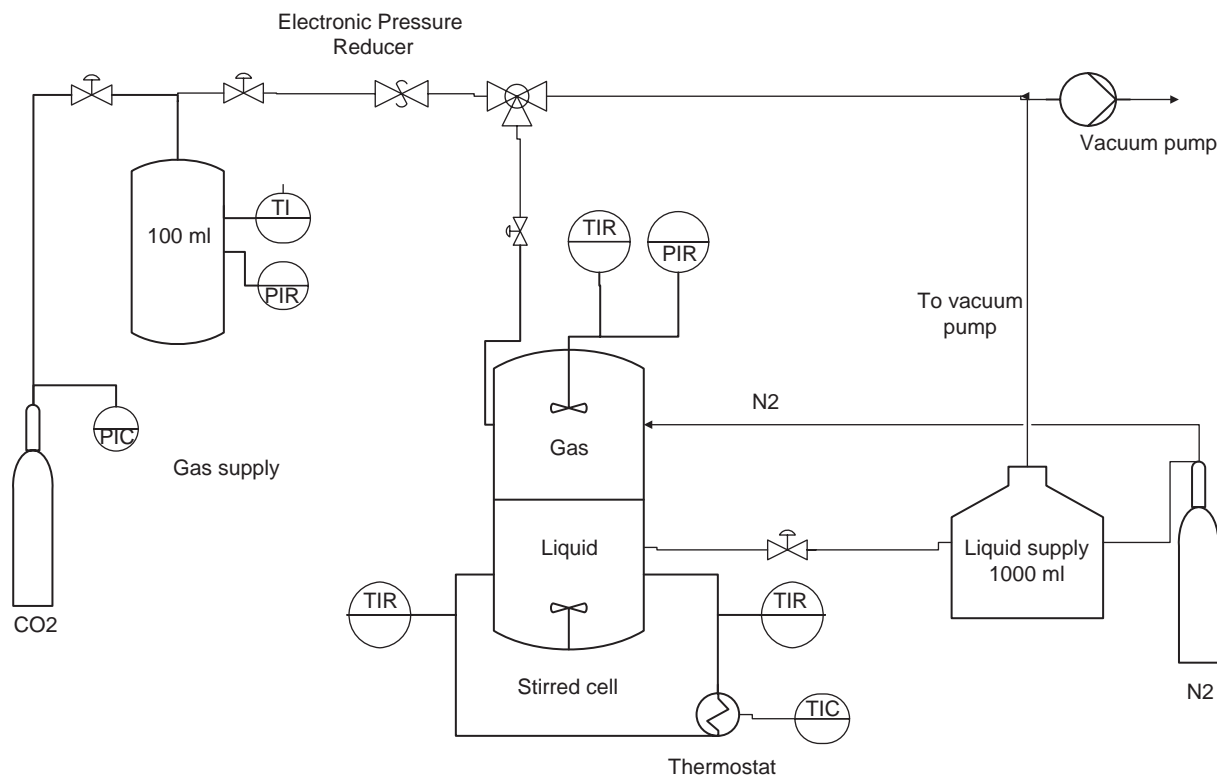 Electronic Pressure
Reducer
Vacuum pump
TI
100 ml
TIR
PIR
PIR
To vacuum
pump
N2
PIC
Gas
Gas supply
Liquid
Liquid supply
1000 ml
TIR
TIR
CO2
Stirred cell
N2
TIC
Thermostat